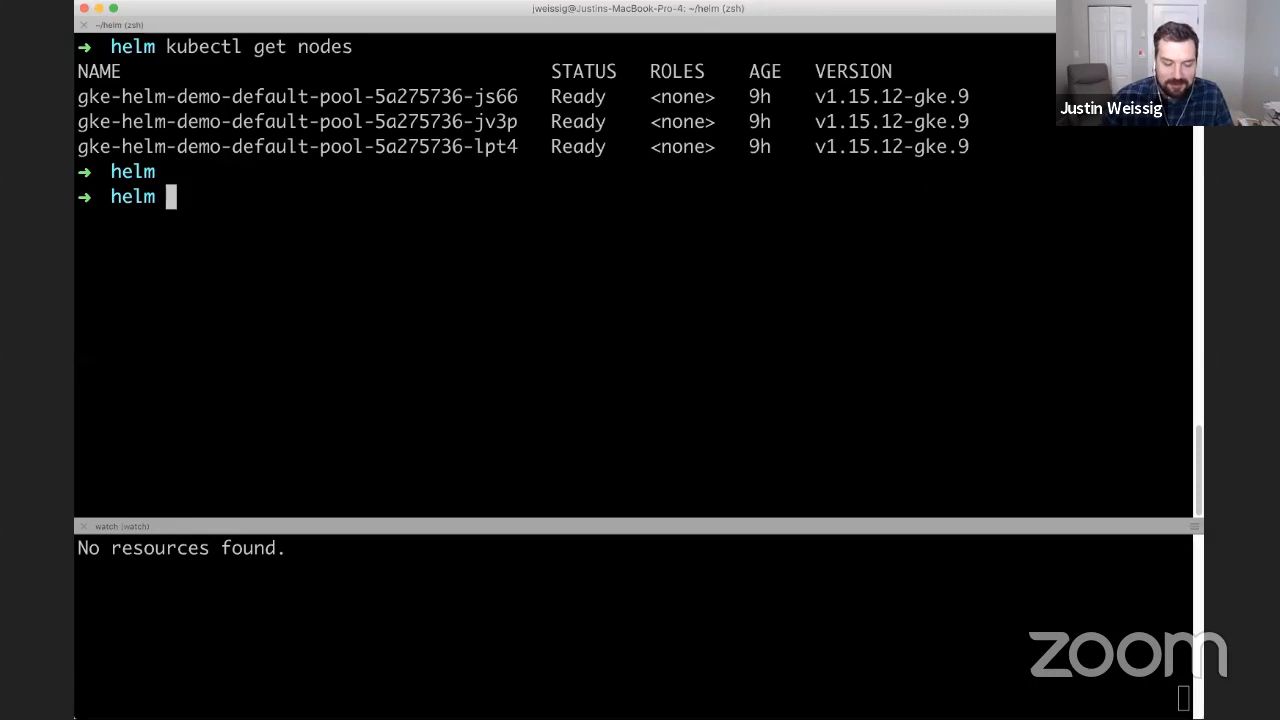 jweissig@Justins-MacBook-Pro-4: ~/helm (zsh)
~/helm (zsh)
➜ helm kubectl get nodes
NAME STATUS ROLES AGE VERSION
gke-helm-demo-default-pool-5a275736-js66 Ready <none> 9h v1.15.12-gke.9
gke-helm-demo-default-pool-5a275736-jv3p Ready <none> 9h v1.15.12-gke.9
gke-helm-demo-default-pool-5a275736-lpt4 Ready <none> 9h v1.15.12-gke.9
➜ helm
➜ helm
Justin Weissig
watch (watch)
No resources found.
zoom